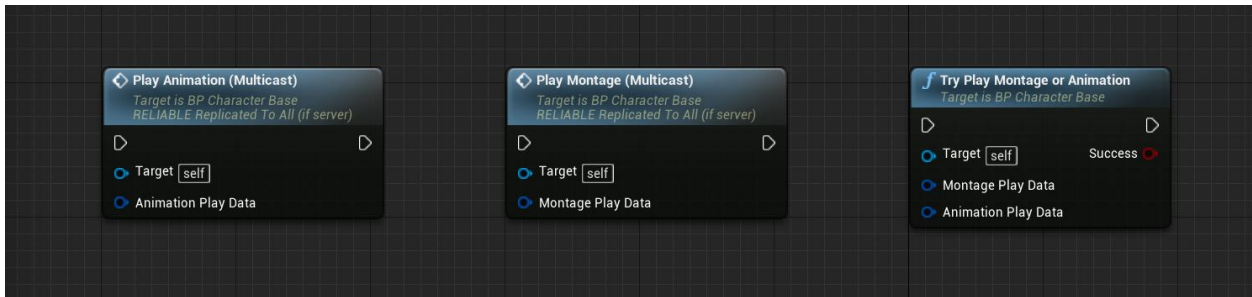 Play Animation (Multicast)
Target is BP Character Base
RELIABLE Replicated To All (if server)
Target self
Animation Play Data
Play Montage (Multicast)
Target is BP Character Base
RELIABLE Replicated To All (if server)
Target self
Montage Play Data
f Try Play Montage or Animation
Target is BP Character Base
Target self Success
Montage Play Data
Animation Play Data